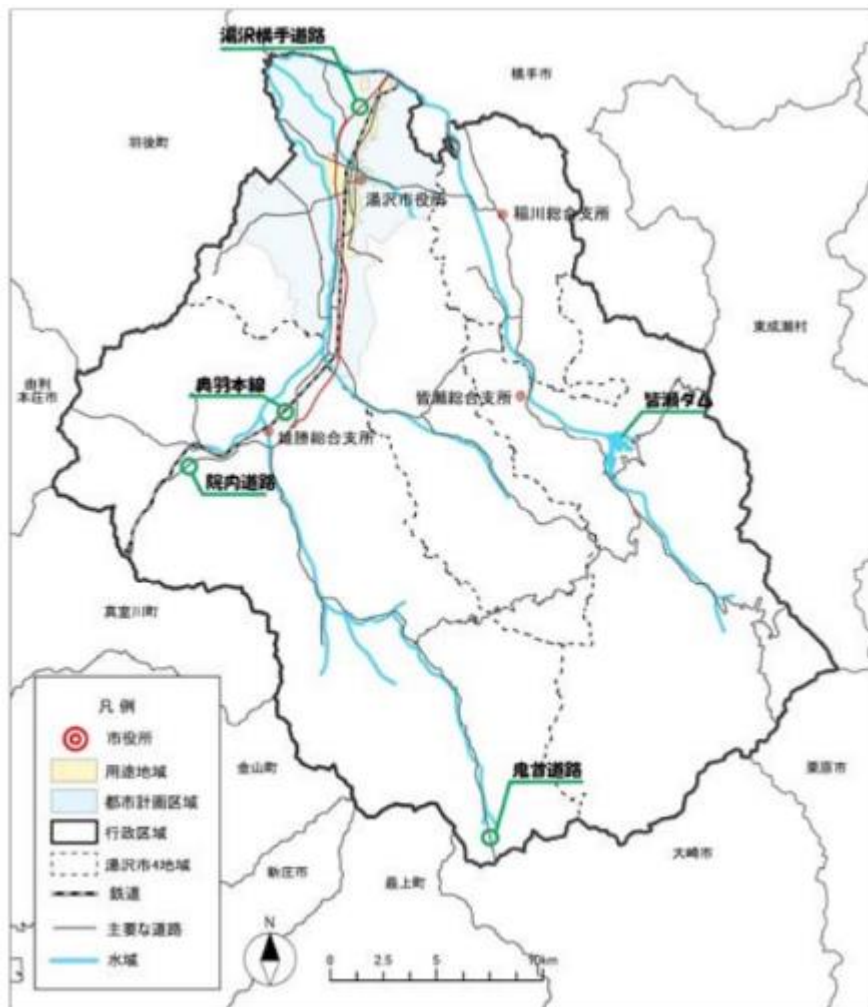 湯沢横手道路
横手市
羽後町
湯沢市役所
稲川総合支所
東成瀬村
由利
本荘市
奥羽本線
皆瀬総合支所
皆瀬ダム
雄勝総合支所
院内道路
真室川町
凡例
市役所
用途地域
都市計画区域
行政区域
湯沢市4地域
鉄道
主要な道路
水域
金山町
鬼首道路
栗原市
大崎市
新庄市
最上町
N
0 2.5 5 10km